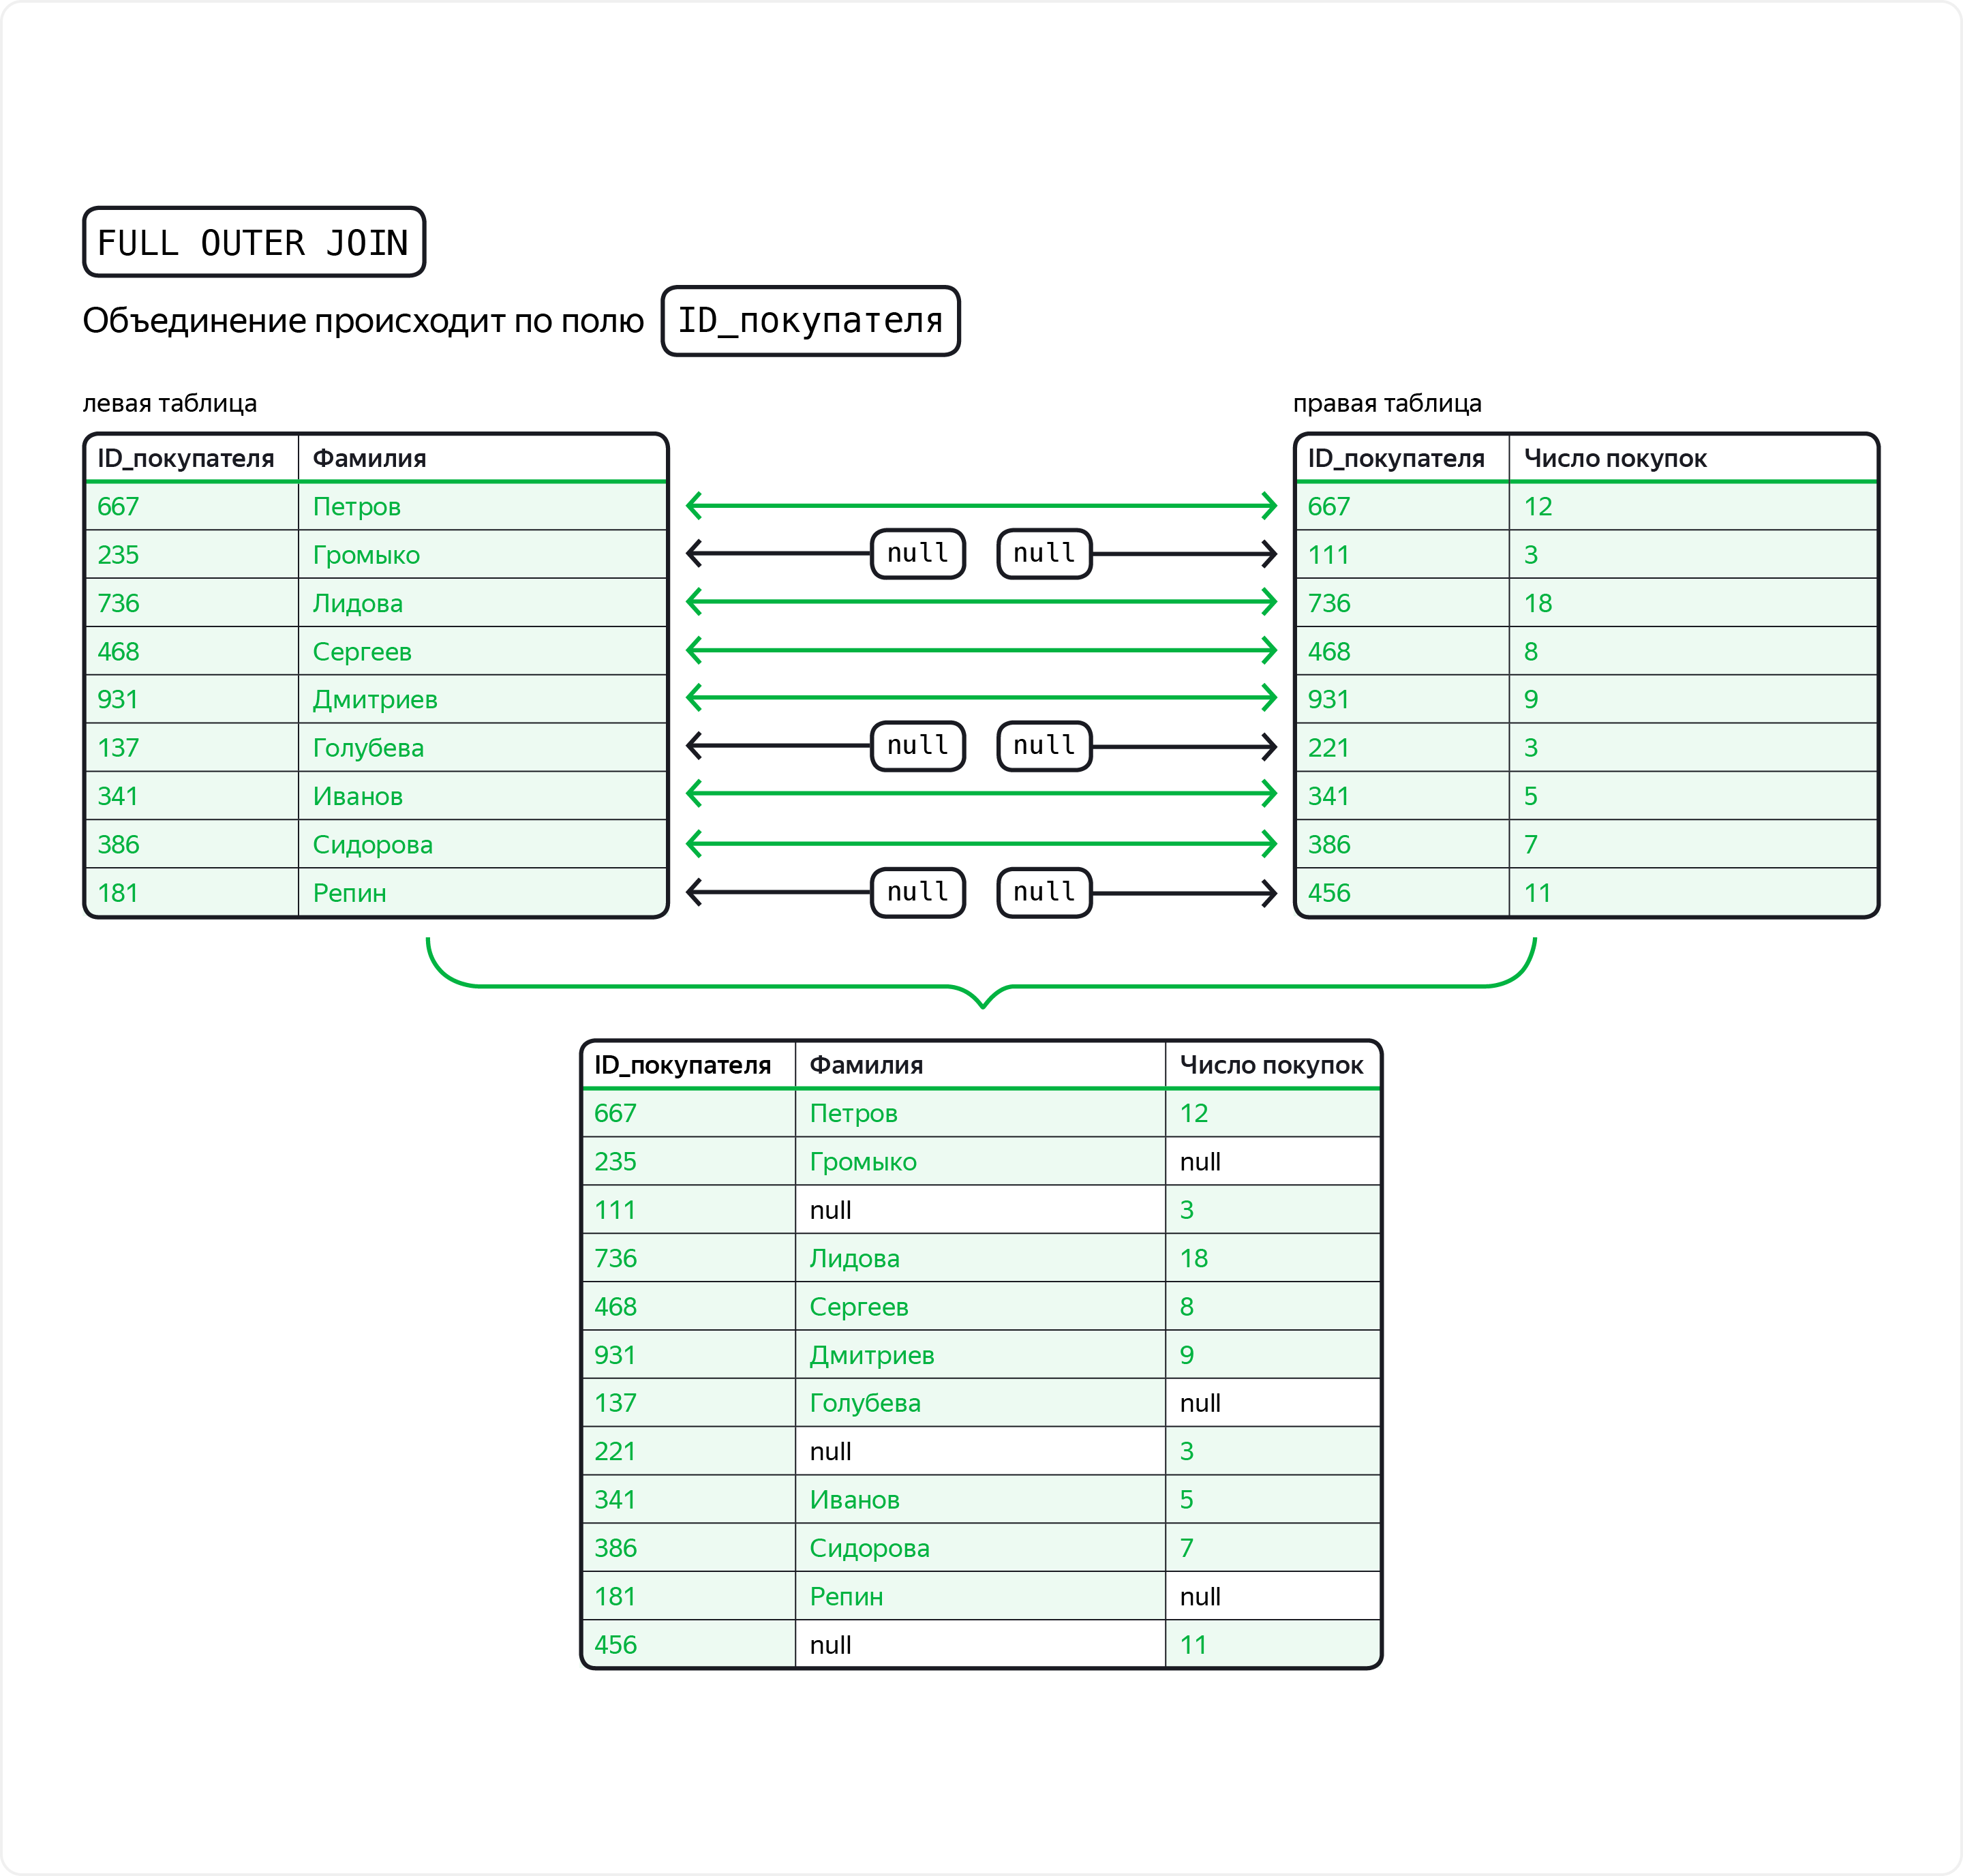 FULL OUTER JOIN
Объединение происходит по полю ID_покупателя
левая таблица правая таблица
ID_покупателя Фамилия ID_покупателя Число покупок
667 Петров 667 12
235 Громыко null null 111 3
736 Лидова 736 18
468 Сергеев 468 8
931 Дмитриев 931 9
137 Голубева null null 221 3
341 Иванов 341 5
386 Сидорова 386 7
181 Репин null null 456 11
ID_покупателя Фамилия Число покупок
667 Петров 12
235 Громыко null
111 null 3
736 Лидова 18
468 Сергеев 8
931 Дмитриев 9
137 Голубева null
221 null 3
341 Иванов 5
386 Сидорова 7
181 Репин null
456 null 11